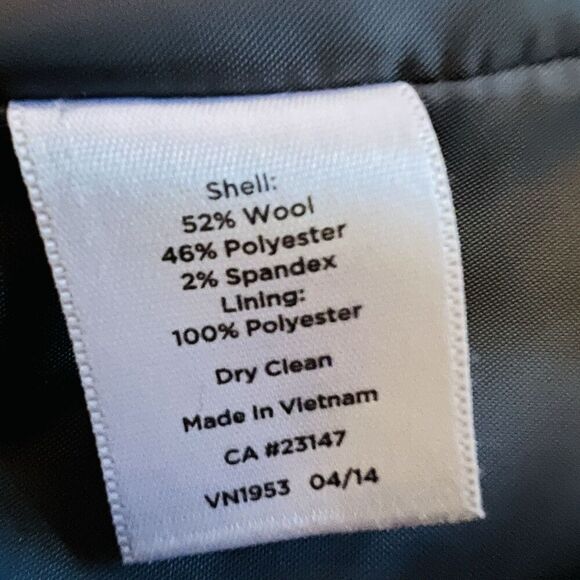 Shell:
52% Wool
46% Polyester
2% Spandex
Lining:
100% Polyester
Dry Clean
Made In Vietnam
CA #23147
VN1953 04/14